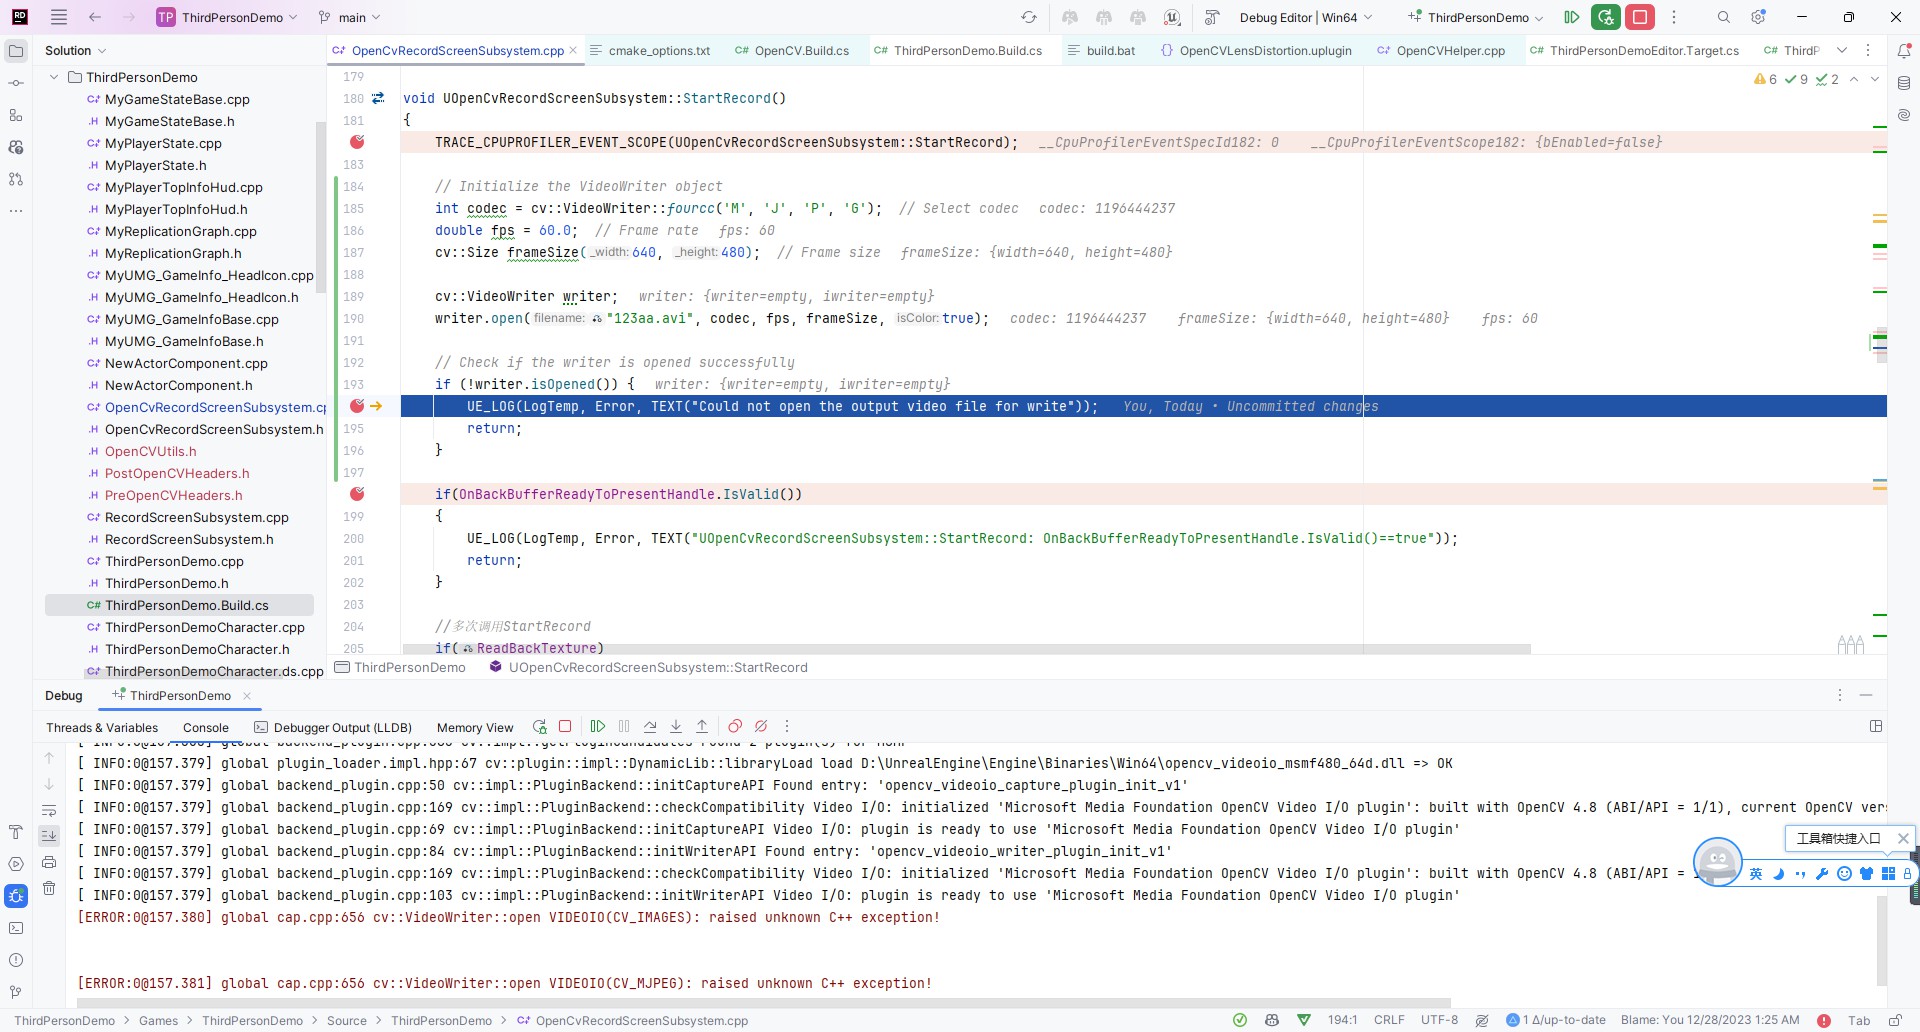 ThirdPersonDemo main Debug Editor | Win64 ThirdPersonDemo
Solution
OpenCvRecordScreenSubsystem.cpp cmake_options.txt OpenCV.Build.cs ThirdPersonDemo.Build.cs build.bat OpenCVLensDistortion.uplugin OpenCVHelper.cpp ThirdPersonDemoEditor.Target.cs ThirdP
ThirdPersonDemo
MyGameStateBase.cpp
MyGameStateBase.h
MyPlayerState.cpp
MyPlayerState.h
MyPlayerTopInfoHud.cpp
MyPlayerTopInfoHud.h
MyReplicationGraph.cpp
MyReplicationGraph.h
MyUMG_GameInfo_HeadIcon.cpp
MyUMG_GameInfo_HeadIcon.h
MyUMG_GameInfoBase.cpp
MyUMG_GameInfoBase.h
NewActorComponent.cpp
NewActorComponent.h
OpenCvRecordScreenSubsystem.cp
OpenCvRecordScreenSubsystem.h
OpenCVUtils.h
PostOpenCVHeaders.h
PreOpenCVHeaders.h
RecordScreenSubsystem.cpp
RecordScreenSubsystem.h
ThirdPersonDemo.cpp
ThirdPersonDemo.h
ThirdPersonDemo.Build.cs
ThirdPersonDemoCharacter.cpp
ThirdPersonDemoCharacter.h
ThirdPersonDemoCharacter.ds.cpp
6 9 2
179
180 void UOpenCvRecordScreenSubsystem::StartRecord()
181 {
TRACE_CPUPROFILER_EVENT_SCOPE(UOpenCvRecordScreenSubsystem::StartRecord); __CpuProfilerEventSpecId182: 0 __CpuProfilerEventScope182: {bEnabled=false}
183
184 // Initialize the VideoWriter object
185 int codec = cv::VideoWriter::fourcc('M', 'J', 'P', 'G'); // Select codec codec: 1196444237
186 double fps = 60.0; // Frame rate fps: 60
187 cv::Size frameSize(_width: 640, _height: 480); // Frame size frameSize: {width=640, height=480}
188
189 cv::VideoWriter writer; writer: {writer=empty, iwriter=empty}
190 writer.open(filename: "123aa.avi", codec, fps, frameSize, isColor: true); codec: 1196444237 frameSize: {width=640, height=480} fps: 60
191
192 // Check if the writer is opened successfully
193 if (!writer.isOpened()) { writer: {writer=empty, iwriter=empty}
UE_LOG(LogTemp, Error, TEXT("Could not open the output video file for write")); You, Today • Uncommitted changes
195 return;
196 }
197
if(OnBackBufferReadyToPresentHandle.IsValid())
199 {
200 UE_LOG(LogTemp, Error, TEXT("UOpenCvRecordScreenSubsystem::StartRecord: OnBackBufferReadyToPresentHandle.IsValid()==true"));
201 return;
202 }
203
204 //多次调用StartRecord
205 if(ReadBackTexture)
ThirdPersonDemo UOpenCvRecordScreenSubsystem::StartRecord
Debug ThirdPersonDemo
Threads & Variables Console Debugger Output (LLDB) Memory View
[ INFO:0@157.379] global plugin_loader.impl.hpp:67 cv::plugin::impl::DynamicLib::libraryLoad load D:\UnrealEngine\Engine\Binaries\Win64\opencv_videoio_msmf480_64d.dll => OK
[ INFO:0@157.379] global backend_plugin.cpp:50 cv::impl::PluginBackend::initCaptureAPI Found entry: 'opencv_videoio_capture_plugin_init_v1'
[ INFO:0@157.379] global backend_plugin.cpp:169 cv::impl::PluginBackend::checkCompatibility Video I/O: initialized 'Microsoft Media Foundation OpenCV Video I/O plugin': built with OpenCV 4.8 (ABI/API = 1/1), current OpenCV ver
[ INFO:0@157.379] global backend_plugin.cpp:69 cv::impl::PluginBackend::initCaptureAPI Video I/O: plugin is ready to use 'Microsoft Media Foundation OpenCV Video I/O plugin'
[ INFO:0@157.379] global backend_plugin.cpp:84 cv::impl::PluginBackend::initWriterAPI Found entry: 'opencv_videoio_writer_plugin_init_v1'
[ INFO:0@157.379] global backend_plugin.cpp:169 cv::impl::PluginBackend::checkCompatibility Video I/O: initialized 'Microsoft Media Foundation OpenCV Video I/O plugin': built with OpenCV 4.8 (ABI/API =
[ INFO:0@157.379] global backend_plugin.cpp:103 cv::impl::PluginBackend::initWriterAPI Video I/O: plugin is ready to use 'Microsoft Media Foundation OpenCV Video I/O plugin'
[ERROR:0@157.380] global cap.cpp:656 cv::VideoWriter::open VIDEOIO(CV_IMAGES): raised unknown C++ exception!
[ERROR:0@157.381] global cap.cpp:656 cv::VideoWriter::open VIDEOIO(CV_MJPEG): raised unknown C++ exception!
工具箱快捷入口
英
ThirdPersonDemo Games ThirdPersonDemo Source ThirdPersonDemo OpenCvRecordScreenSubsystem.cpp 194:1 CRLF UTF-8 1 Δ/up-to-date Blame: You 12/28/2023 1:25 AM Tab